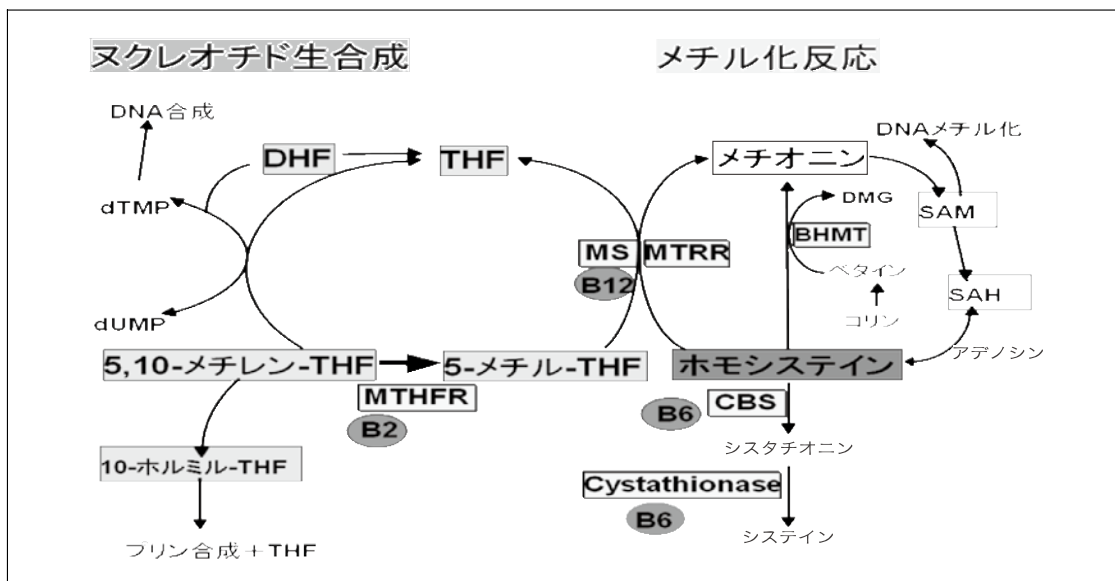 ヌクレオチド生合成
メチル化反応
DNA合成
DNAメチル化
DHF
THF
メチオニン
dTMP
DMG
SAM
MS
MTRR
BHMT
B12
ベタイン
SAH
dUMP
コリン
アデノシン
5,10-メチレン-THF
5-メチル-THF
ホモシステイン
MTHFR
B6
CBS
B2
シスタチオニン
10-ホルミル-THF
Cystathionase
B6
プリン合成+THF
システイン